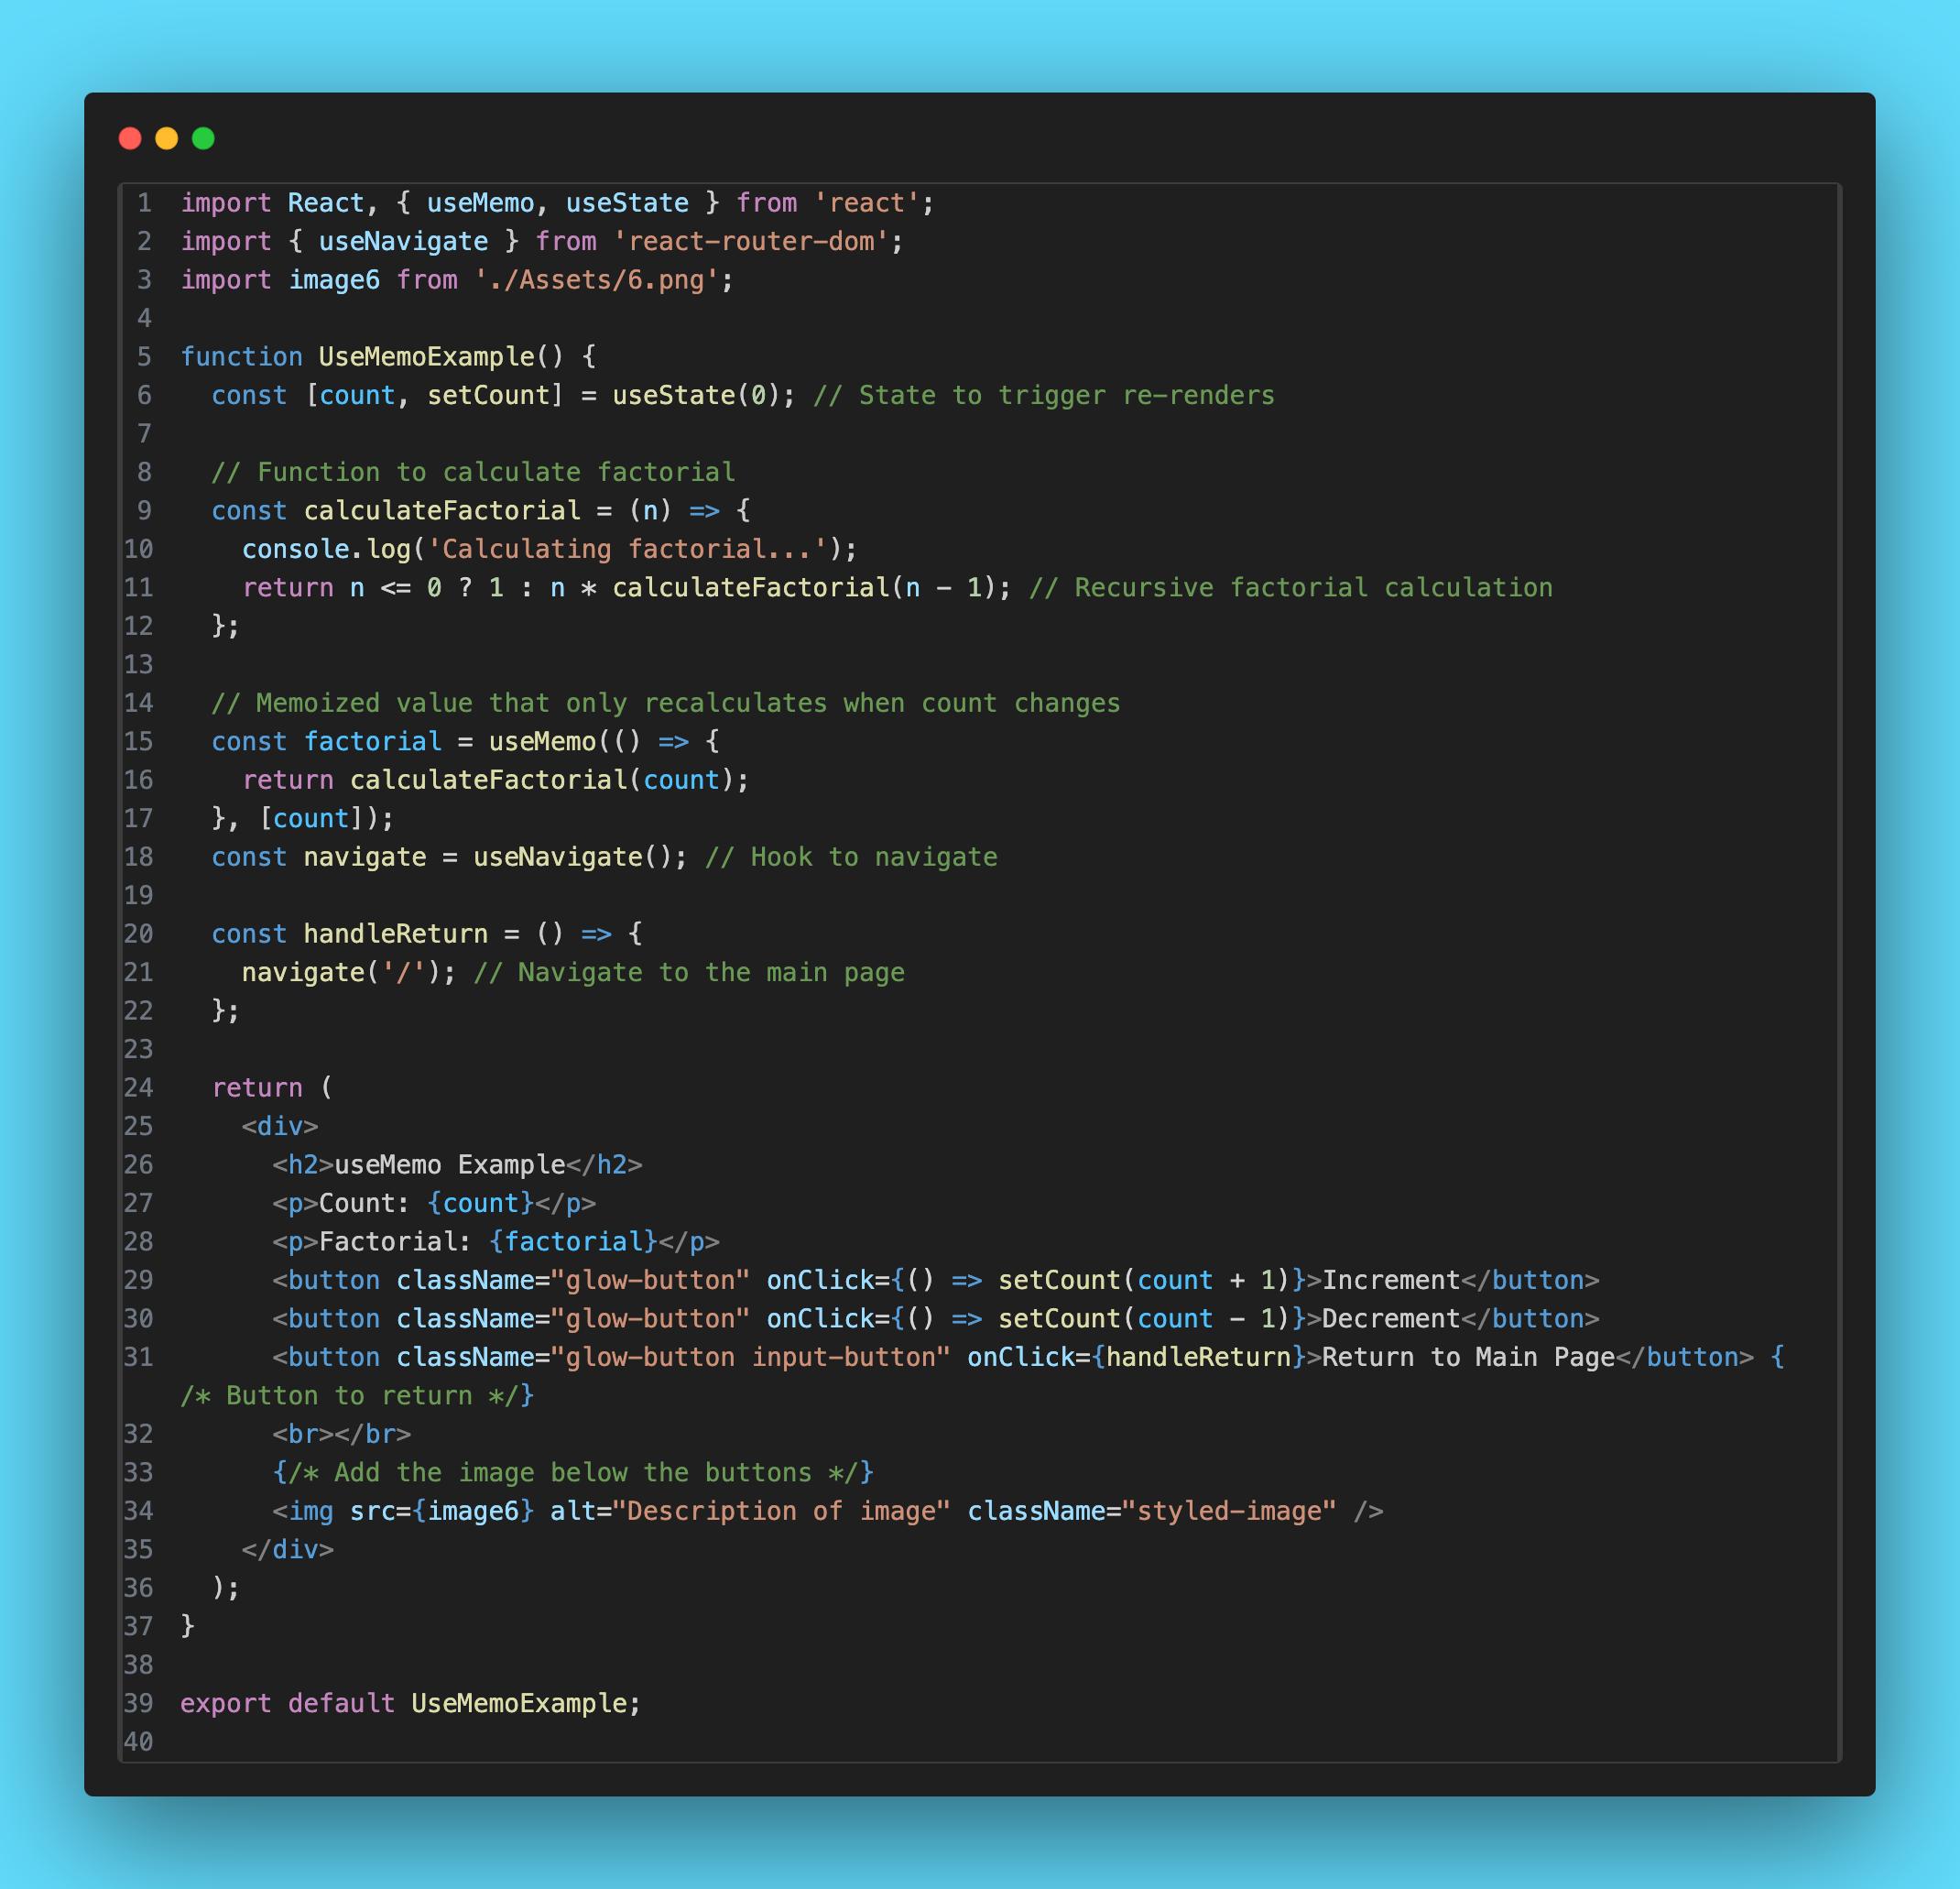 1 import React, { useMemo, useState } from 'react';
2 import { useNavigate } from 'react-router-dom';
3 import image6 from './Assets/6.png';
4
5 function UseMemoExample() {
6   const [count, setCount] = useState(0); // State to trigger re-renders
7
8   // Function to calculate factorial
9   const calculateFactorial = (n) => {
10     console.log('Calculating factorial...');
11     return n <= 0 ? 1 : n * calculateFactorial(n - 1); // Recursive factorial calculation
12   };
13
14   // Memoized value that only recalculates when count changes
15   const factorial = useMemo(() => {
16     return calculateFactorial(count);
17   }, [count]);
18   const navigate = useNavigate(); // Hook to navigate
19
20   const handleReturn = () => {
21     navigate('/'); // Navigate to the main page
22   };
23
24   return (
25     <div>
26       <h2>useMemo Example</h2>
27       <p>Count: {count}</p>
28       <p>Factorial: {factorial}</p>
29       <button className="glow-button" onClick={() => setCount(count + 1)}>Increment</button>
30       <button className="glow-button" onClick={() => setCount(count - 1)}>Decrement</button>
31       <button className="glow-button input-button" onClick={handleReturn}>Return to Main Page</button> {
/* Button to return */}
32       <br></br>
33       {/* Add the image below the buttons */}
34       <img src={image6} alt="Description of image" className="styled-image" />
35     </div>
36   );
37 }
38
39 export default UseMemoExample;
40